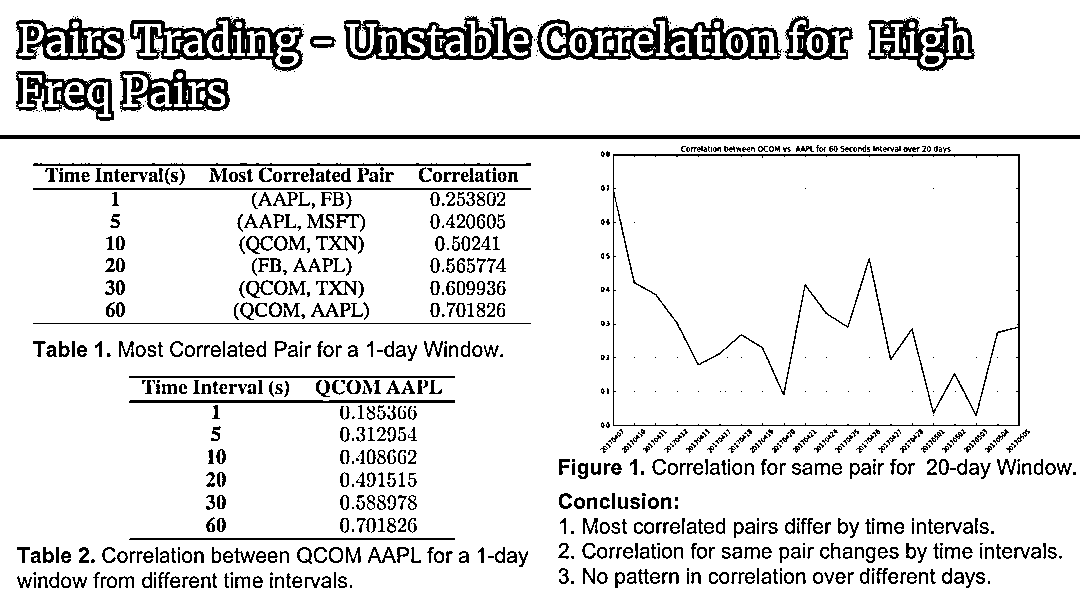 Pairs Trading – Unstable Correlation for High
Freq Pairs
Time Interval(s) Most Correlated Pair Correlation
1 (AAPL, FB) 0.253802
5 (AAPL, MSFT) 0.420605
10 (QCOM, TXN) 0.50241
20 (FB, AAPL) 0.565774
30 (QCOM, TXN) 0.609936
60 (QCOM, AAPL) 0.701826
Table 1. Most Correlated Pair for a 1-day Window.
Time Interval (s) QCOM AAPL
1 0.185366
5 0.312954
10 0.408662
20 0.491515
30 0.588978
60 0.701826
Table 2. Correlation between QCOM AAPL for a 1-day
window from different time intervals.
Correlation between QCOM vs AAPL for 60 Seconds Interval over 20 days
0.8
0.7
0.6
0.5
0.4
0.3
0.2
0.1
0.0
Figure 1. Correlation for same pair for 20-day Window.
Conclusion:
1. Most correlated pairs differ by time intervals.
2. Correlation for same pair changes by time intervals.
3. No pattern in correlation over different days.